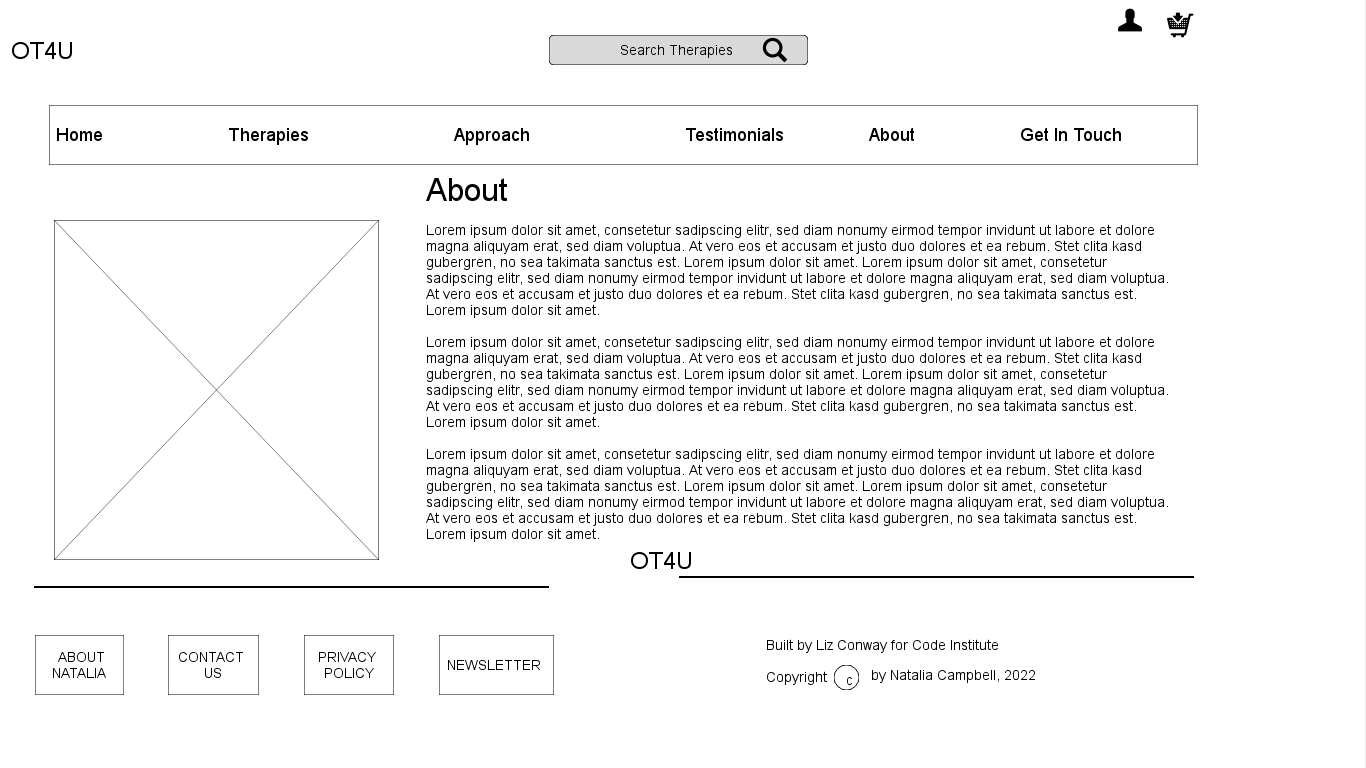 OT4U
Search Therapies
Home Therapies Approach Testimonials About Get In Touch
About
Lorem ipsum dolor sit amet, consetetur sadipscing elitr, sed diam nonumy eirmod tempor invidunt ut labore et dolore
magna aliquyam erat, sed diam voluptua. At vero eos et accusam et justo duo dolores et ea rebum. Stet clita kasd
gubergren, no sea takimata sanctus est. Lorem ipsum dolor sit amet. Lorem ipsum dolor sit amet, consetetur
sadipscing elitr, sed diam nonumy eirmod tempor invidunt ut labore et dolore magna aliquyam erat, sed diam voluptua.
At vero eos et accusam et justo duo dolores et ea rebum. Stet clita kasd gubergren, no sea takimata sanctus est.
Lorem ipsum dolor sit amet.
Lorem ipsum dolor sit amet, consetetur sadipscing elitr, sed diam nonumy eirmod tempor invidunt ut labore et dolore
magna aliquyam erat, sed diam voluptua. At vero eos et accusam et justo duo dolores et ea rebum. Stet clita kasd
gubergren, no sea takimata sanctus est. Lorem ipsum dolor sit amet. Lorem ipsum dolor sit amet, consetetur
sadipscing elitr, sed diam nonumy eirmod tempor invidunt ut labore et dolore magna aliquyam erat, sed diam voluptua.
At vero eos et accusam et justo duo dolores et ea rebum. Stet clita kasd gubergren, no sea takimata sanctus est.
Lorem ipsum dolor sit amet.
Lorem ipsum dolor sit amet, consetetur sadipscing elitr, sed diam nonumy eirmod tempor invidunt ut labore et dolore
magna aliquyam erat, sed diam voluptua. At vero eos et accusam et justo duo dolores et ea rebum. Stet clita kasd
gubergren, no sea takimata sanctus est. Lorem ipsum dolor sit amet. Lorem ipsum dolor sit amet, consetetur
sadipscing elitr, sed diam nonumy eirmod tempor invidunt ut labore et dolore magna aliquyam erat, sed diam voluptua.
At vero eos et accusam et justo duo dolores et ea rebum. Stet clita kasd gubergren, no sea takimata sanctus est.
Lorem ipsum dolor sit amet.
OT4U
ABOUT
NATALIA
CONTACT
US
PRIVACY
POLICY
NEWSLETTER
Built by Liz Conway for Code Institute
Copyright c by Natalia Campbell, 2022